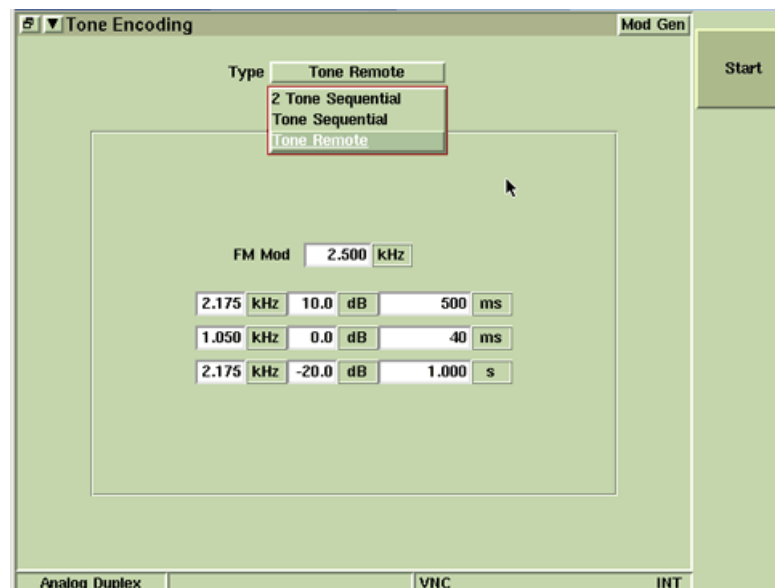 Tone Encoding Mod Gen
Start
Type Tone Remote
2 Tone Sequential
Tone Sequential
Tone Remote
FM Mod 2.500 kHz
2.175 kHz 10.0 dB 500 ms
1.050 kHz 0.0 dB 40 ms
2.175 kHz -20.0 dB 1.000 s
Analog Duplex VNC INT